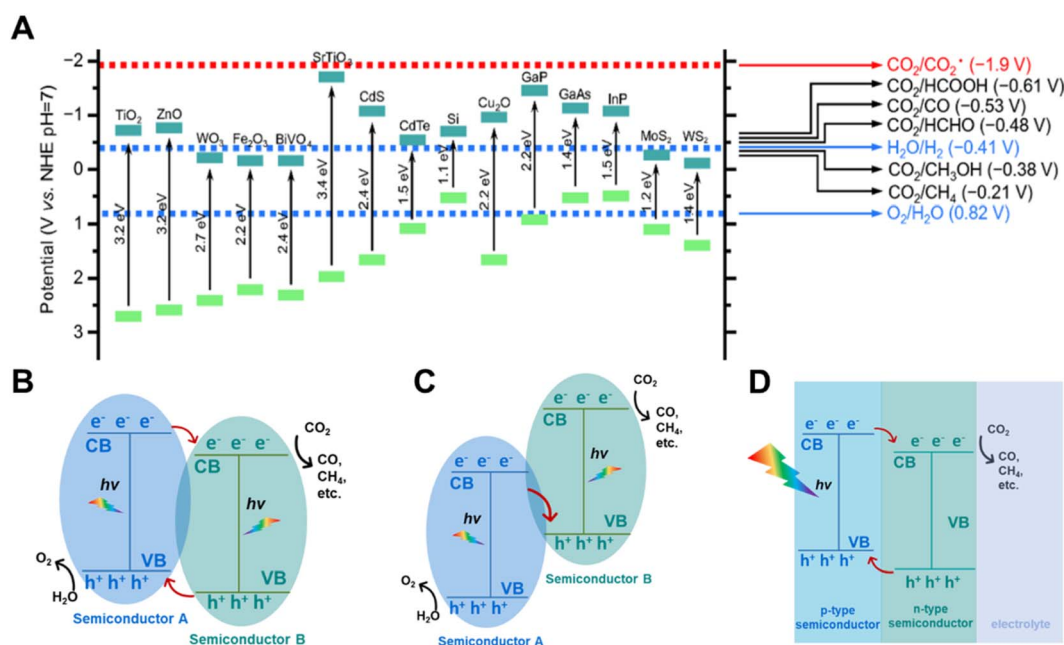 A
Potential (V vs. NHE pH=7)
−2
−1
0
1
2
3
TiO₂
3.2 eV
ZnO
3.2 eV
WO₃
2.7 eV
Fe₂O₃
2.2 eV
BiVO₄
2.4 eV
SrTiO₃
3.4 eV
CdS
2.4 eV
CdTe
1.5 eV
Si
1.1 eV
Cu₂O
2.2 eV
GaP
2.2 eV
GaAs
1.4 eV
InP
1.5 eV
MoS₂
1.2 eV
WS₂
1.4 eV
CO₂/CO₂• (−1.9 V)
CO₂/HCOOH (−0.61 V)
CO₂/CO (−0.53 V)
CO₂/HCHO (−0.48 V)
H₂O/H₂ (−0.41 V)
CO₂/CH₃OH (−0.38 V)
CO₂/CH₄ (−0.21 V)
O₂/H₂O (0.82 V)
B
e⁻ e⁻ e⁻
CB
hv
VB
h⁺ h⁺ h⁺
O₂
H₂O
Semiconductor A
e⁻ e⁻ e⁻
CB
hv
VB
h⁺ h⁺ h⁺
Semiconductor B
CO₂
CO,
CH₄,
etc.
C
e⁻ e⁻ e⁻
CB
hv
VB
h⁺ h⁺ h⁺
O₂
H₂O
Semiconductor A
e⁻ e⁻ e⁻
CB
hv
VB
h⁺ h⁺ h⁺
Semiconductor B
CO₂
CO,
CH₄,
etc.
D
e⁻ e⁻ e⁻
CB
hv
VB
h⁺ h⁺ h⁺
p-type
semiconductor
e⁻ e⁻ e⁻
CB
VB
h⁺ h⁺ h⁺
n-type
semiconductor
CO₂
CO,
CH₄,
etc.
electrolyte